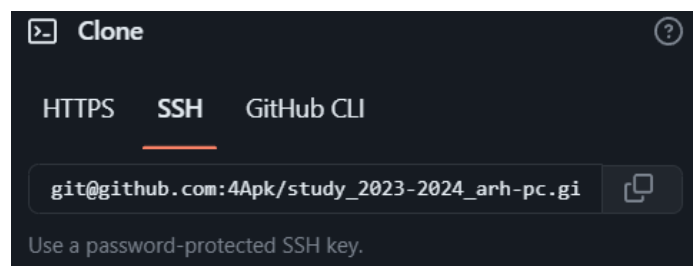 Clone
HTTPS SSH GitHub CLI
git@github.com:4Apk/study_2023-2024_arh-pc.gi
Use a password-protected SSH key.